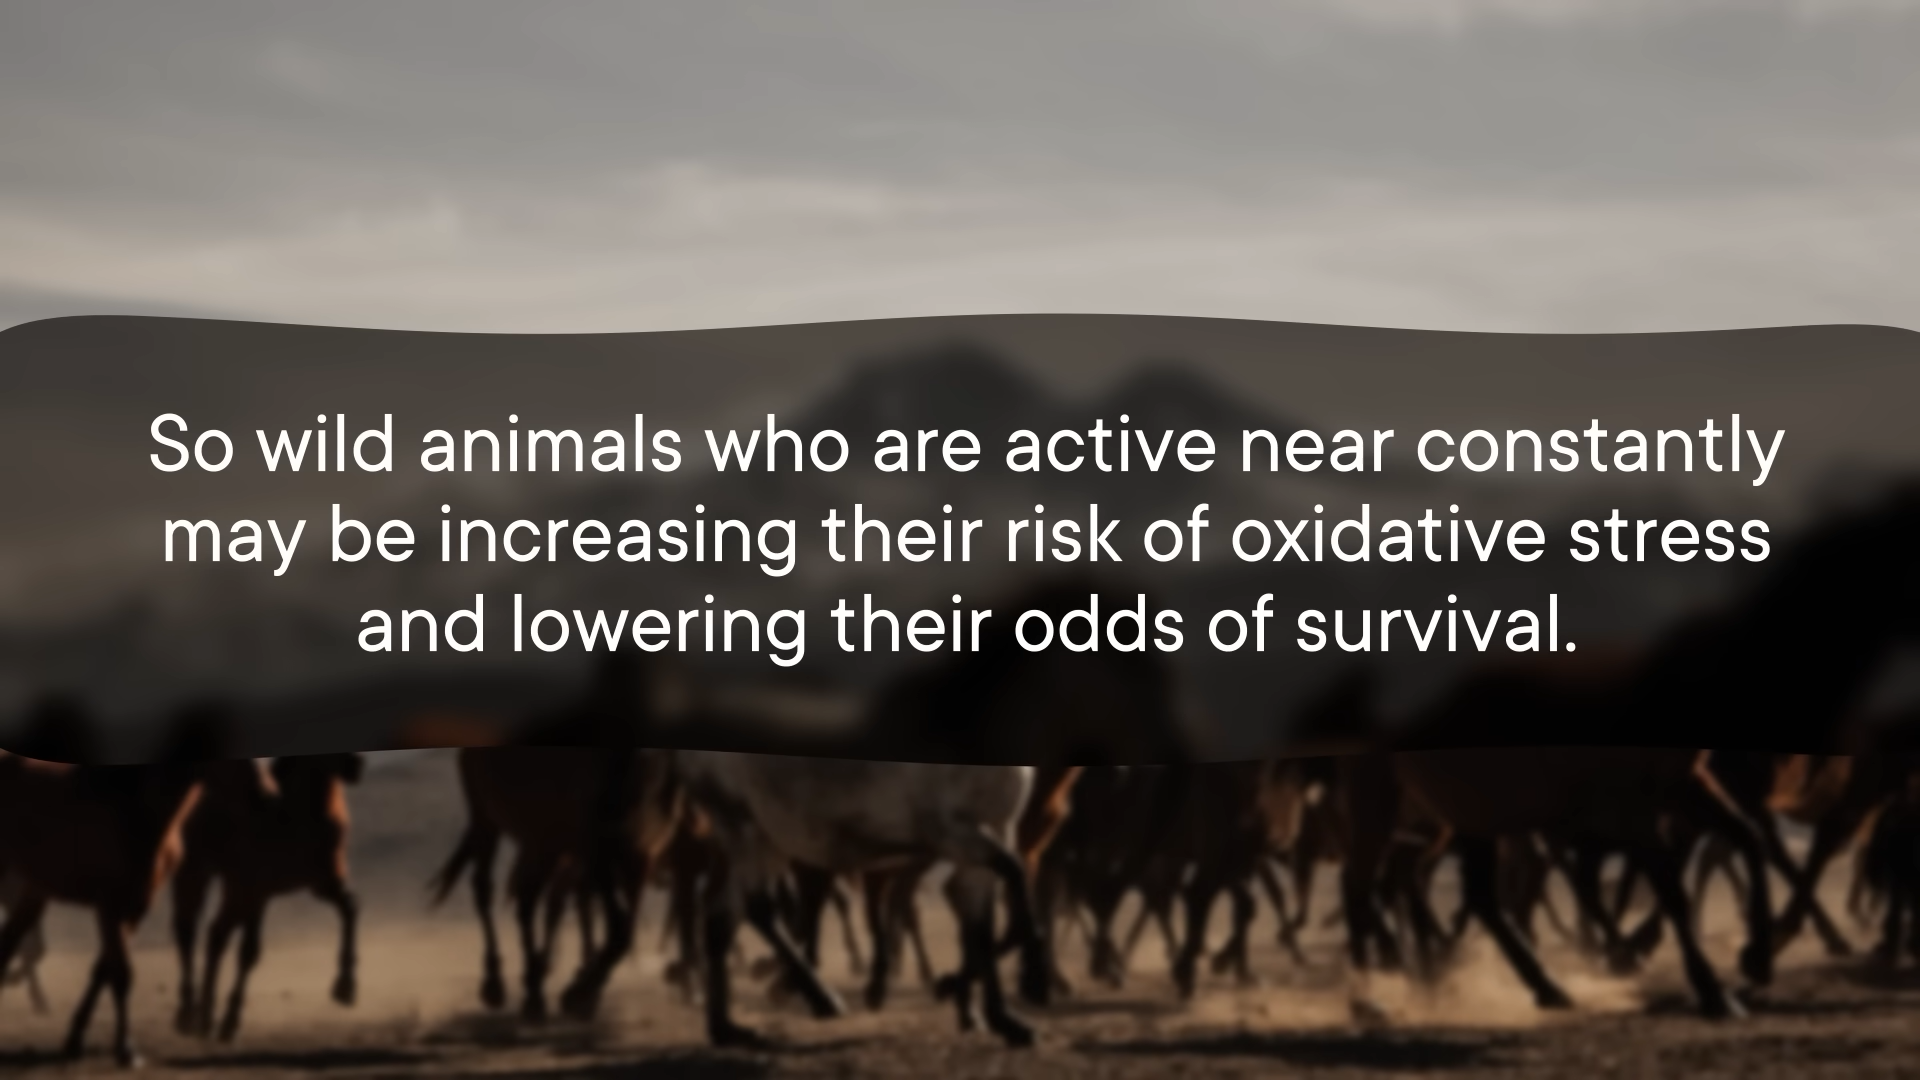 So wild animals who are active near constantly
may be increasing their risk of oxidative stress
and lowering their odds of survival.